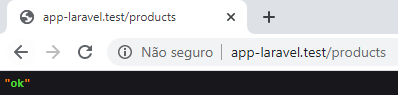 app-laravel.test/products
Não seguro app-laravel.test/products
"ok"